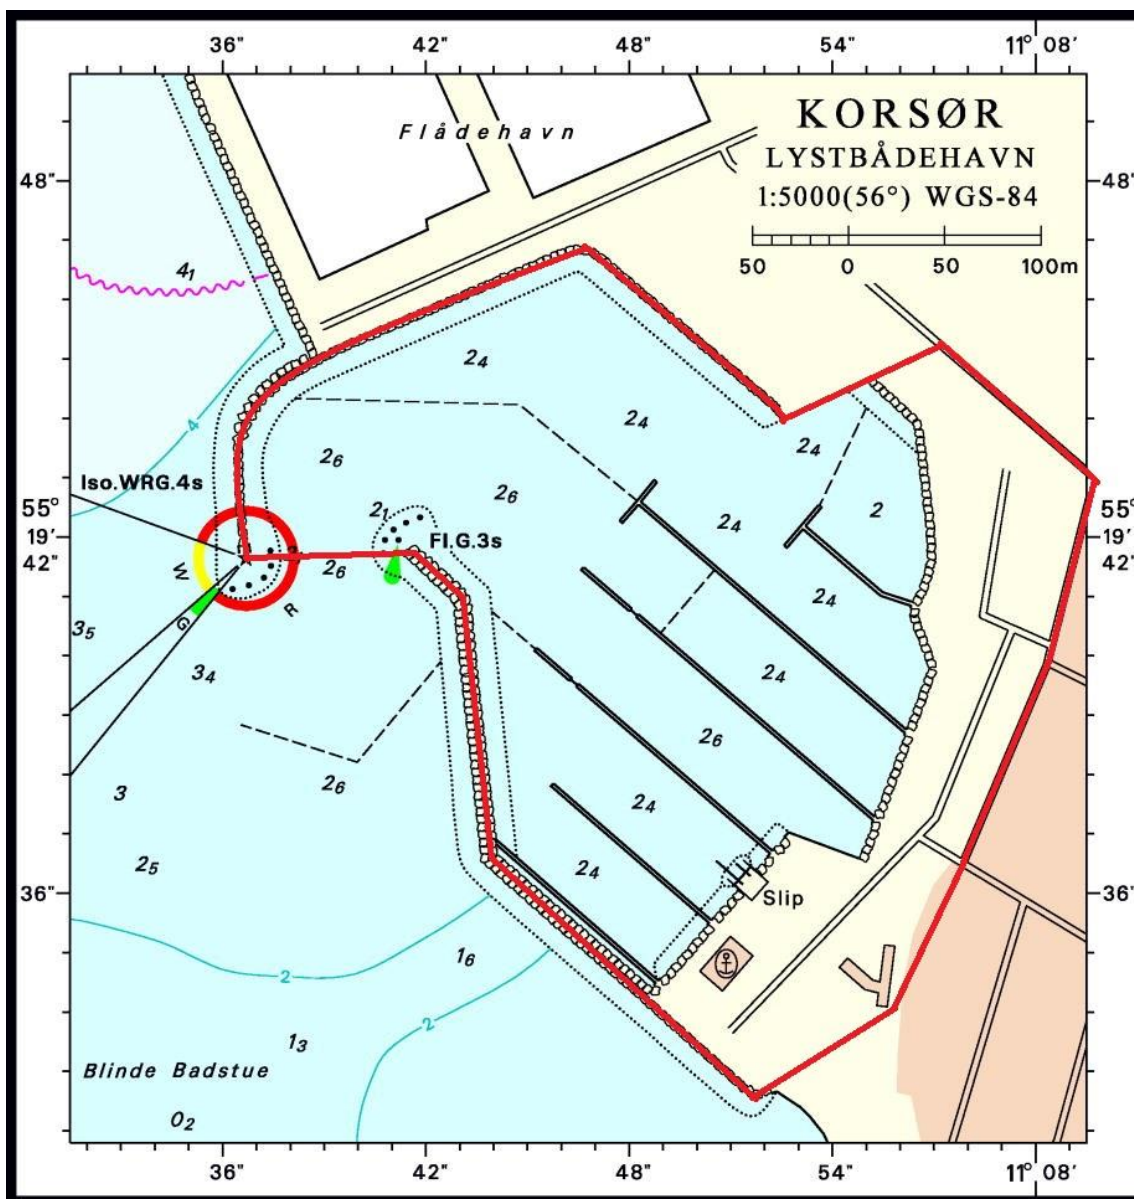 36" 42" 48" 54" 11° 08'
Flådehavn
KORSØR
LYSTBÅDEHAVN
1:5000(56°) WGS-84
50 0 50 100m
48" 48"
4₁
2₄
4
2₄
2₄
2₆
Iso.WRG.4s
2₆
2₁
2₄
2
55° 19' 42"
Fl.G.3s
55° 19' 42"
2₆
W
R
G
2₄
3₅
3₄
2₄
2₆
2₆
3
2₄
2₅
2₄
36" 36"
Slip
1₆
2
2
1₃
Blinde Badstue
0₂
36" 42" 48" 54" 11° 08'